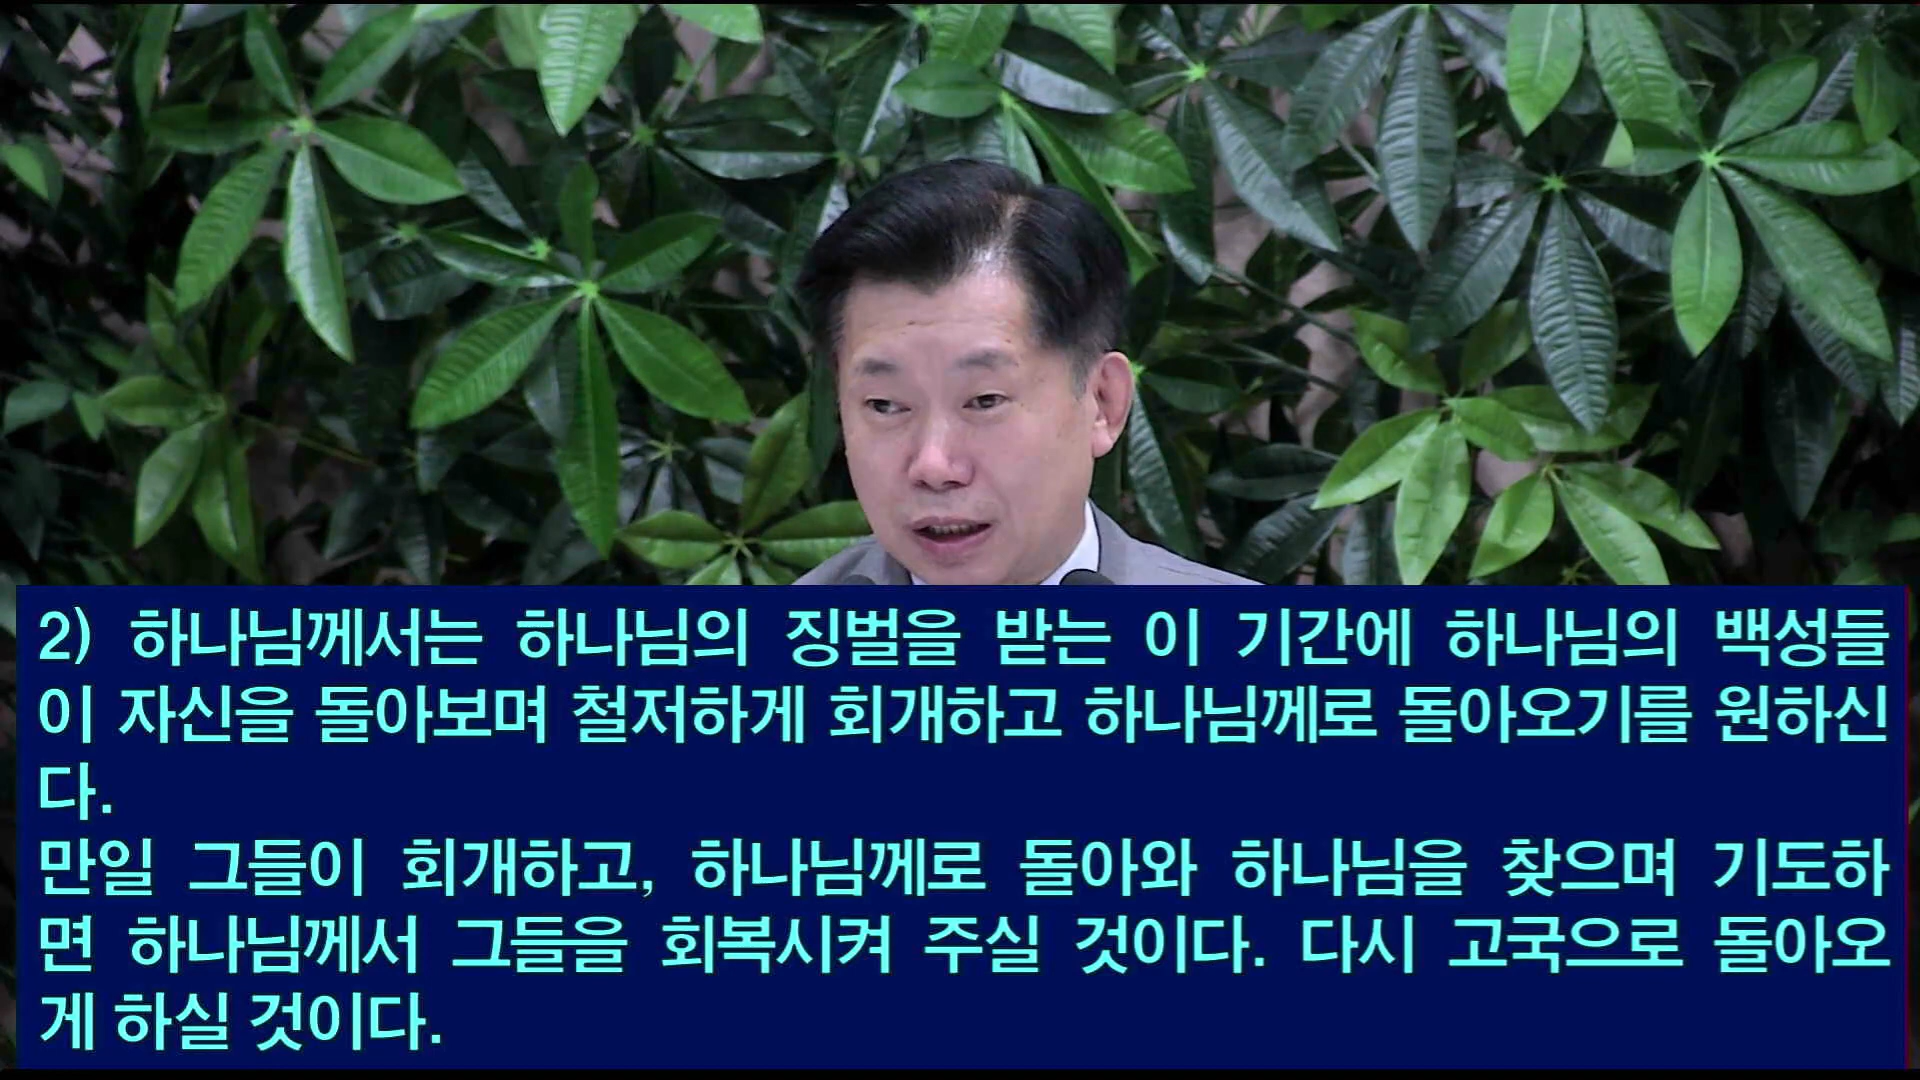 2) 하나님께서는 하나님의 징벌을 받는 이 기간에 하나님의 백성들
이 자신을 돌아보며 철저하게 회개하고 하나님께로 돌아오기를 원하신
다.
만일 그들이 회개하고, 하나님께로 돌아와 하나님을 찾으며 기도하
면 하나님께서 그들을 회복시켜 주실 것이다. 다시 고국으로 돌아오
게 하실 것이다.